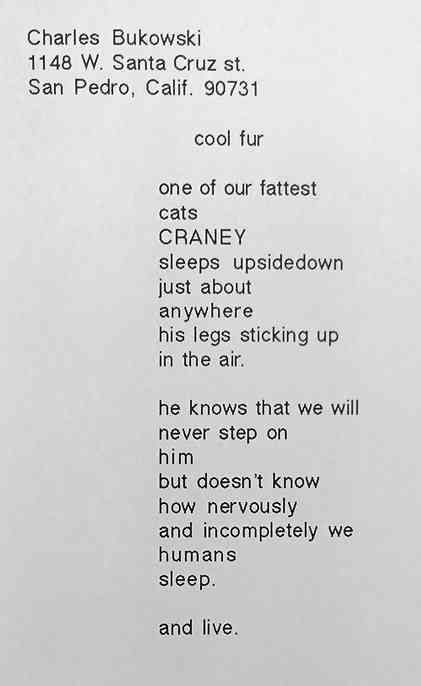 Charles Bukowski
1148 W. Santa Cruz st.
San Pedro, Calif. 90731
cool fur
one of our fattest
cats
CRANEY
sleeps upsidedown
just about
anywhere
his legs sticking up
in the air.
he knows that we will
never step on
him
but doesn't know
how nervously
and incompletely we
humans
sleep.
and live.